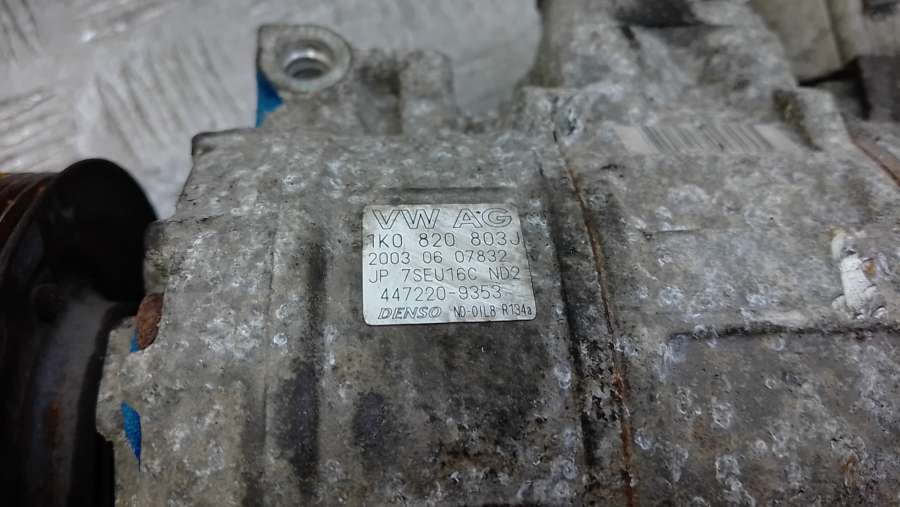 VW AG
1K0 820 803J
2003 06 07832
JP 7SEU16C ND2
447220-9353
DENSO ND-OIL8 R134a